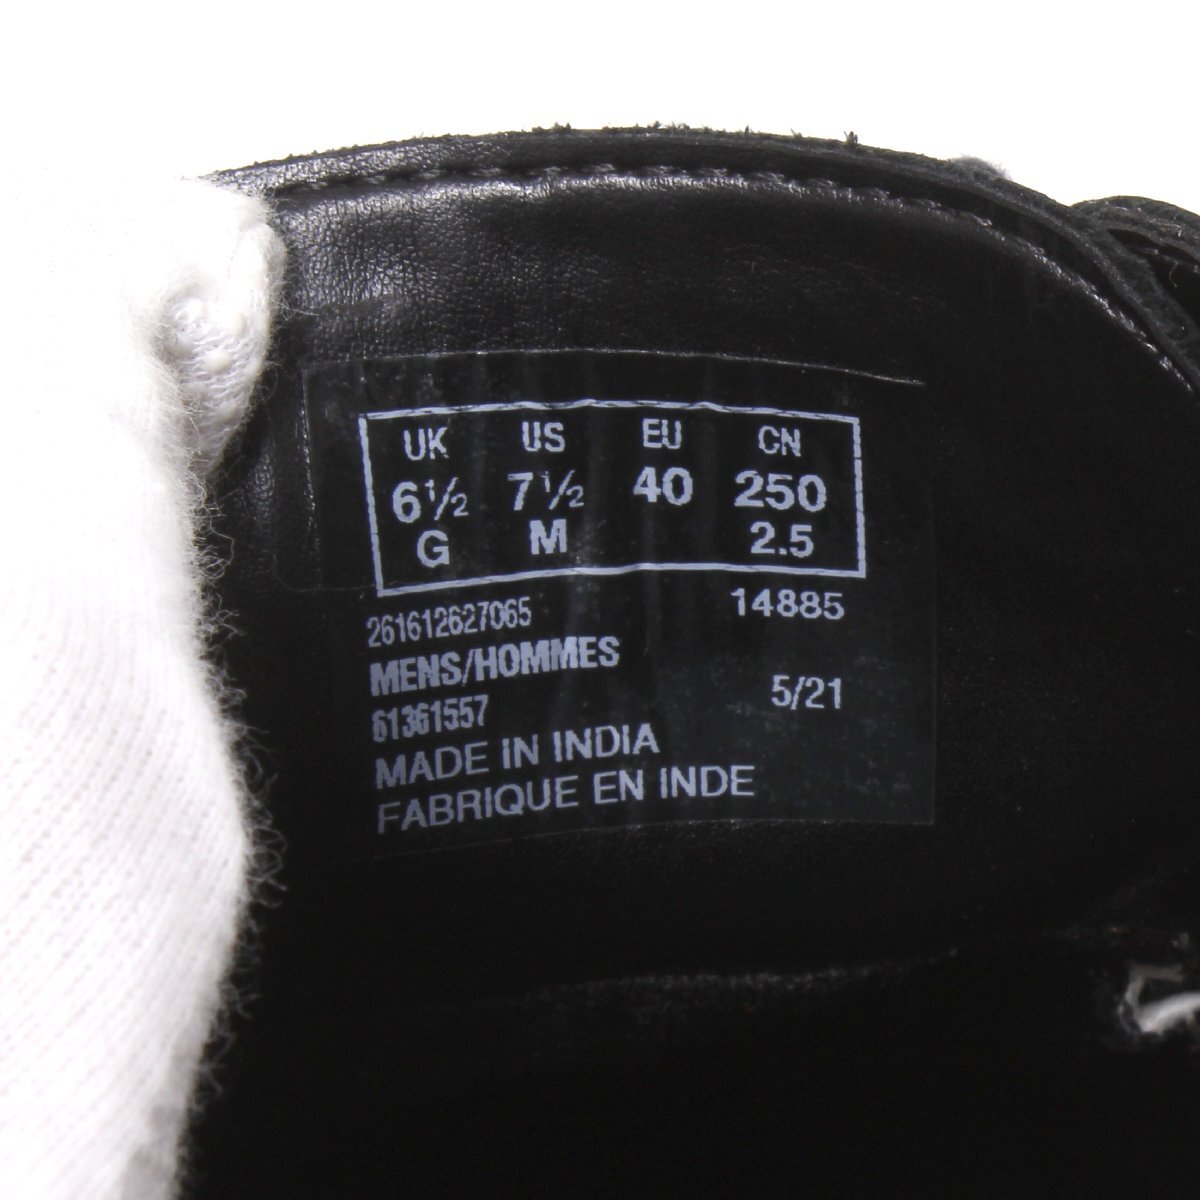 UK US EU CN
6½ 7½ 40 250
G M 2.5
261612627065 14885
MENS/HOMMES
61361557 5/21
MADE IN INDIA
FABRIQUE EN INDE